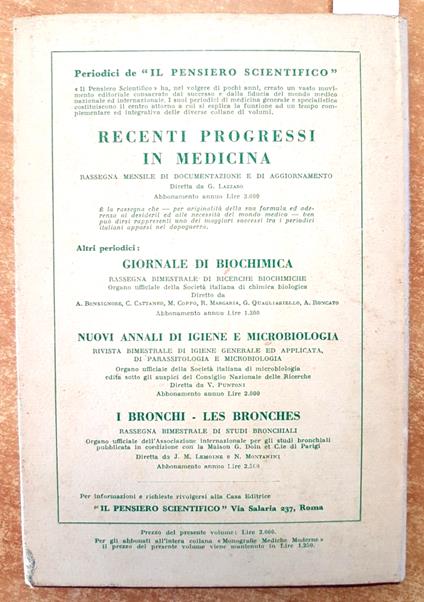 Periodici de "IL PENSIERO SCIENTIFICO"
« Il Pensiero Scientifico » ha, nel volgere di pochi anni, creato un vasto movi-
mento editoriale consacrato dal successo e dalla fiducia del mondo medico
nazionale ed internazionale. I suoi periodici di medicina generale e specialistica
costituiscono il centro attorno a cui si esplica la funzione ad un tempo com-
plementare ed integrativa delle diverse collane di volumi.
RECENTI PROGRESSI
IN MEDICINA
RASSEGNA MENSILE DI DOCUMENTAZIONE E DI AGGIORNAMENTO
Diretta da G. LAZZARO
Abbonamento annuo Lire 3.000
È la rassegna che — per originalità della sua formula ed ade-
renza ai desideri ed alle necessità del mondo medico — ben
può dirsi rappresenti uno dei maggiori successi tra i periodici
italiani apparsi nel dopoguerra.
Altri periodici:
GIORNALE DI BIOCHIMICA
RASSEGNA BIMESTRALE DI RICERCHE BIOCHIMICHE
Organo ufficiale della Società italiana di chimica biologica
Diretto da
A. BONSIGNORE, C. CATTANEO, M. COPPO, R. MARGARIA, G. QUAGLIARIELLO, A. RONCATO
Abbonamento annuo Lire 1.200
NUOVI ANNALI DI IGIENE E MICROBIOLOGIA
RIVISTA BIMESTRALE DI IGIENE GENERALE ED APPLICATA,
DI PARASSITOLOGIA E MICROBIOLOGIA
Organo ufficiale della Società italiana di microbiologia
edita sotto gli auspici del Consiglio Nazionale delle Ricerche
Diretta da V. PUNTONI
Abbonamento annuo Lire 2.000
I BRONCHI - LES BRONCHES
RASSEGNA BIMESTRALE DI STUDI BRONCHIALI
Organo ufficiale dell'Associazione internazionale per gli studi bronchiali
pubblicata in coedizione con la Maison G. Doin et C.ie di Parigi
Diretta da J. M. LEMOINE e N. MONTANINI
Abbonamento annuo Lire 2.500
Per informazioni e richieste rivolgersi alla Casa Editrice
"IL PENSIERO SCIENTIFICO" Via Salaria 237, Roma
Prezzo del presente volume: Lire 2.000.
Per gli abbonati all'intera collana «Monografie Mediche Moderne»
il prezzo del presente volume viene mantenuto in Lire 1.250.